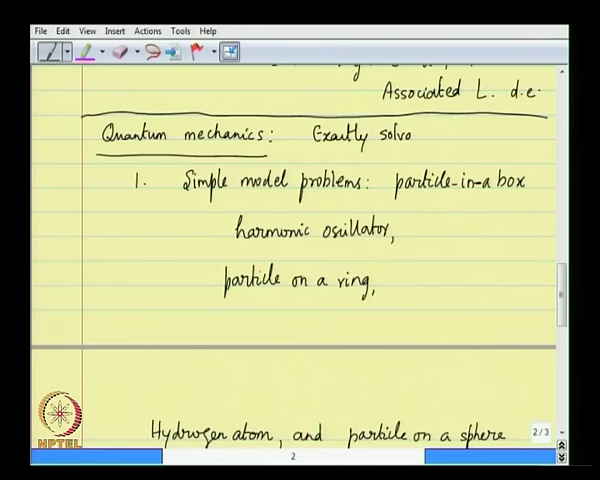 File Edit View Insert Actions Tools Help
Associated L. d.e.
Quantum mechanics: Exactly solvo
1. Simple model problems: particle-in-a box
harmonic oscillator,
particle on a ring,
Hydrogen atom, and particle on a sphere
2/3
NPTEL
2